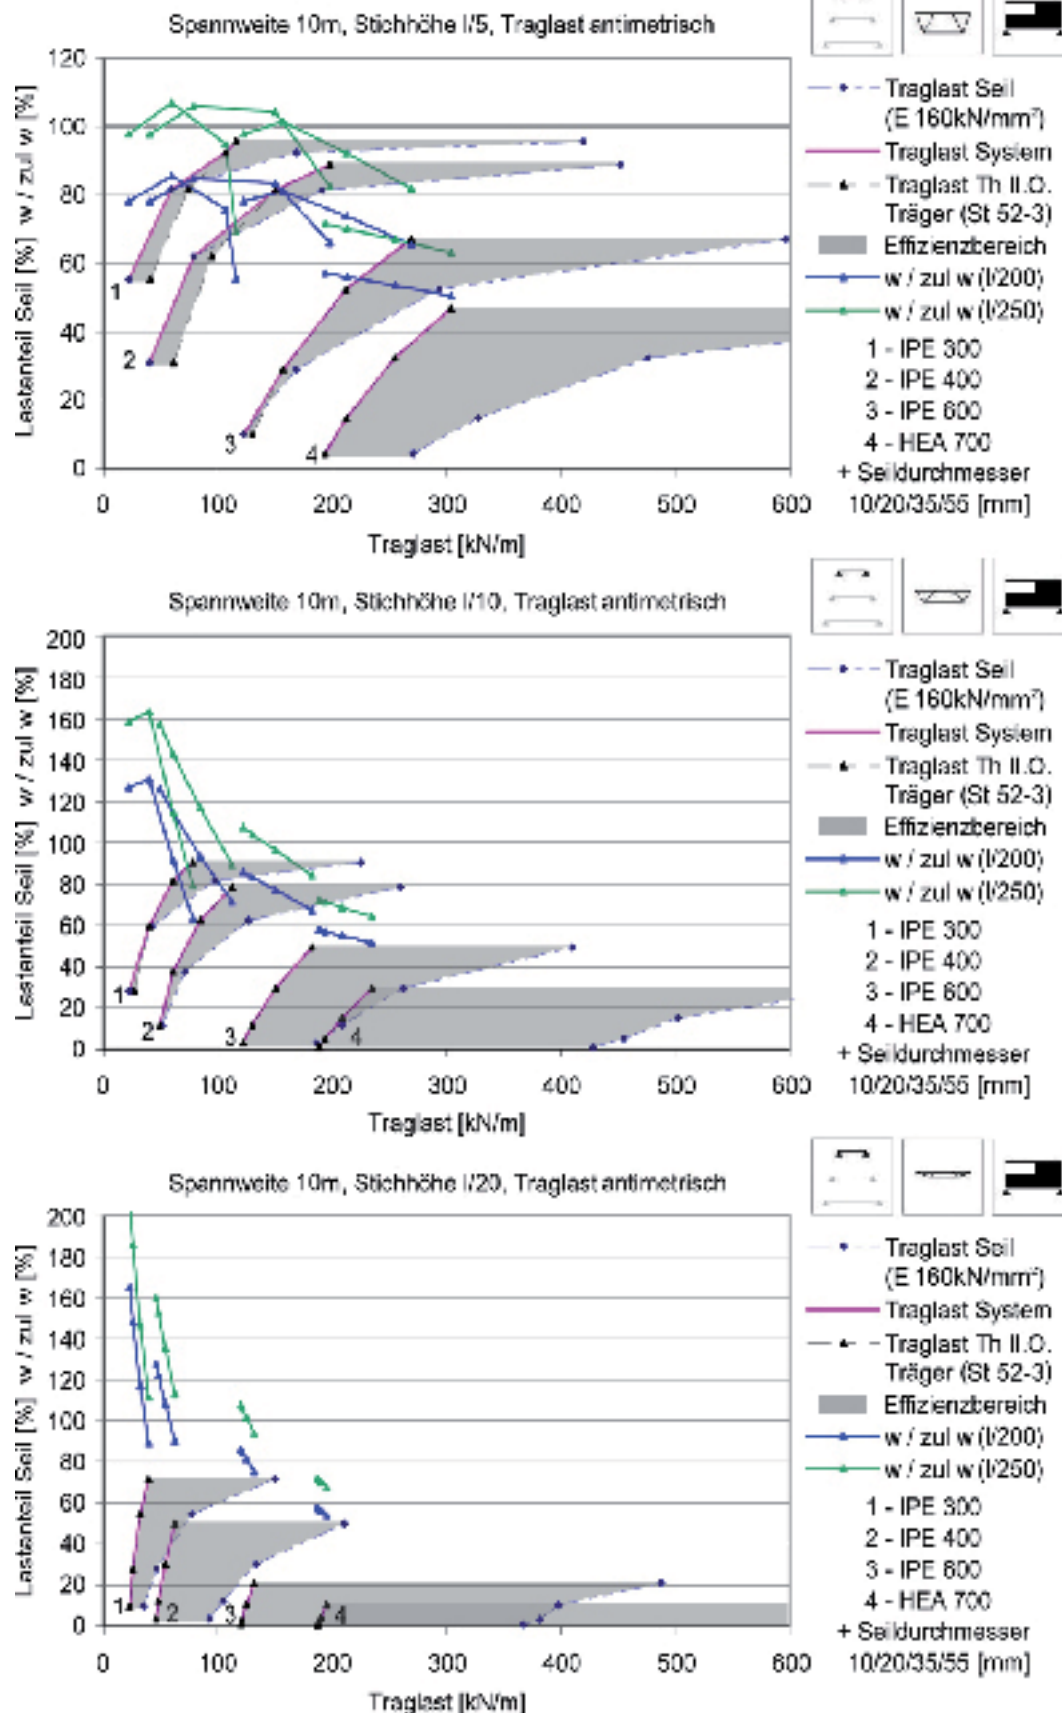 Spannweite 10m, Stichhöhe l/5, Traglast antimetrisch
Lastanteil Seil [%] w / zul w [%]
120
100
80
60
40
20
0
1
2
3
4
0 100 200 300 400 500 600
Traglast [kN/m]
Traglast Seil
(E 160kN/mm²)
Traglast System
Traglast Th II.O.
Träger (St 52-3)
Effizienzbereich
w / zul w (l/200)
w / zul w (l/250)
1 - IPE 300
2 - IPE 400
3 - IPE 600
4 - HEA 700
+ Seildurchmesser
10/20/35/55 [mm]
Spannweite 10m, Stichhöhe l/10, Traglast antimetrisch
Lastanteil Seil [%] w / zul w [%]
200
180
160
140
120
100
80
60
40
20
0
1
2
3
4
0 100 200 300 400 500 600
Traglast [kN/m]
Traglast Seil
(E 160kN/mm²)
Traglast System
Traglast Th II.O.
Träger (St 52-3)
Effizienzbereich
w / zul w (l/200)
w / zul w (l/250)
1 - IPE 300
2 - IPE 400
3 - IPE 600
4 - HEA 700
+ Seildurchmesser
10/20/35/55 [mm]
Spannweite 10m, Stichhöhe l/20, Traglast antimetrisch
Lastanteil Seil [%] w / zul w [%]
200
180
160
140
120
100
80
60
40
20
0
1
2
3
4
0 100 200 300 400 500 600
Traglast [kN/m]
Traglast Seil
(E 160kN/mm²)
Traglast System
Traglast Th II.O.
Träger (St 52-3)
Effizienzbereich
w / zul w (l/200)
w / zul w (l/250)
1 - IPE 300
2 - IPE 400
3 - IPE 600
4 - HEA 700
+ Seildurchmesser
10/20/35/55 [mm]